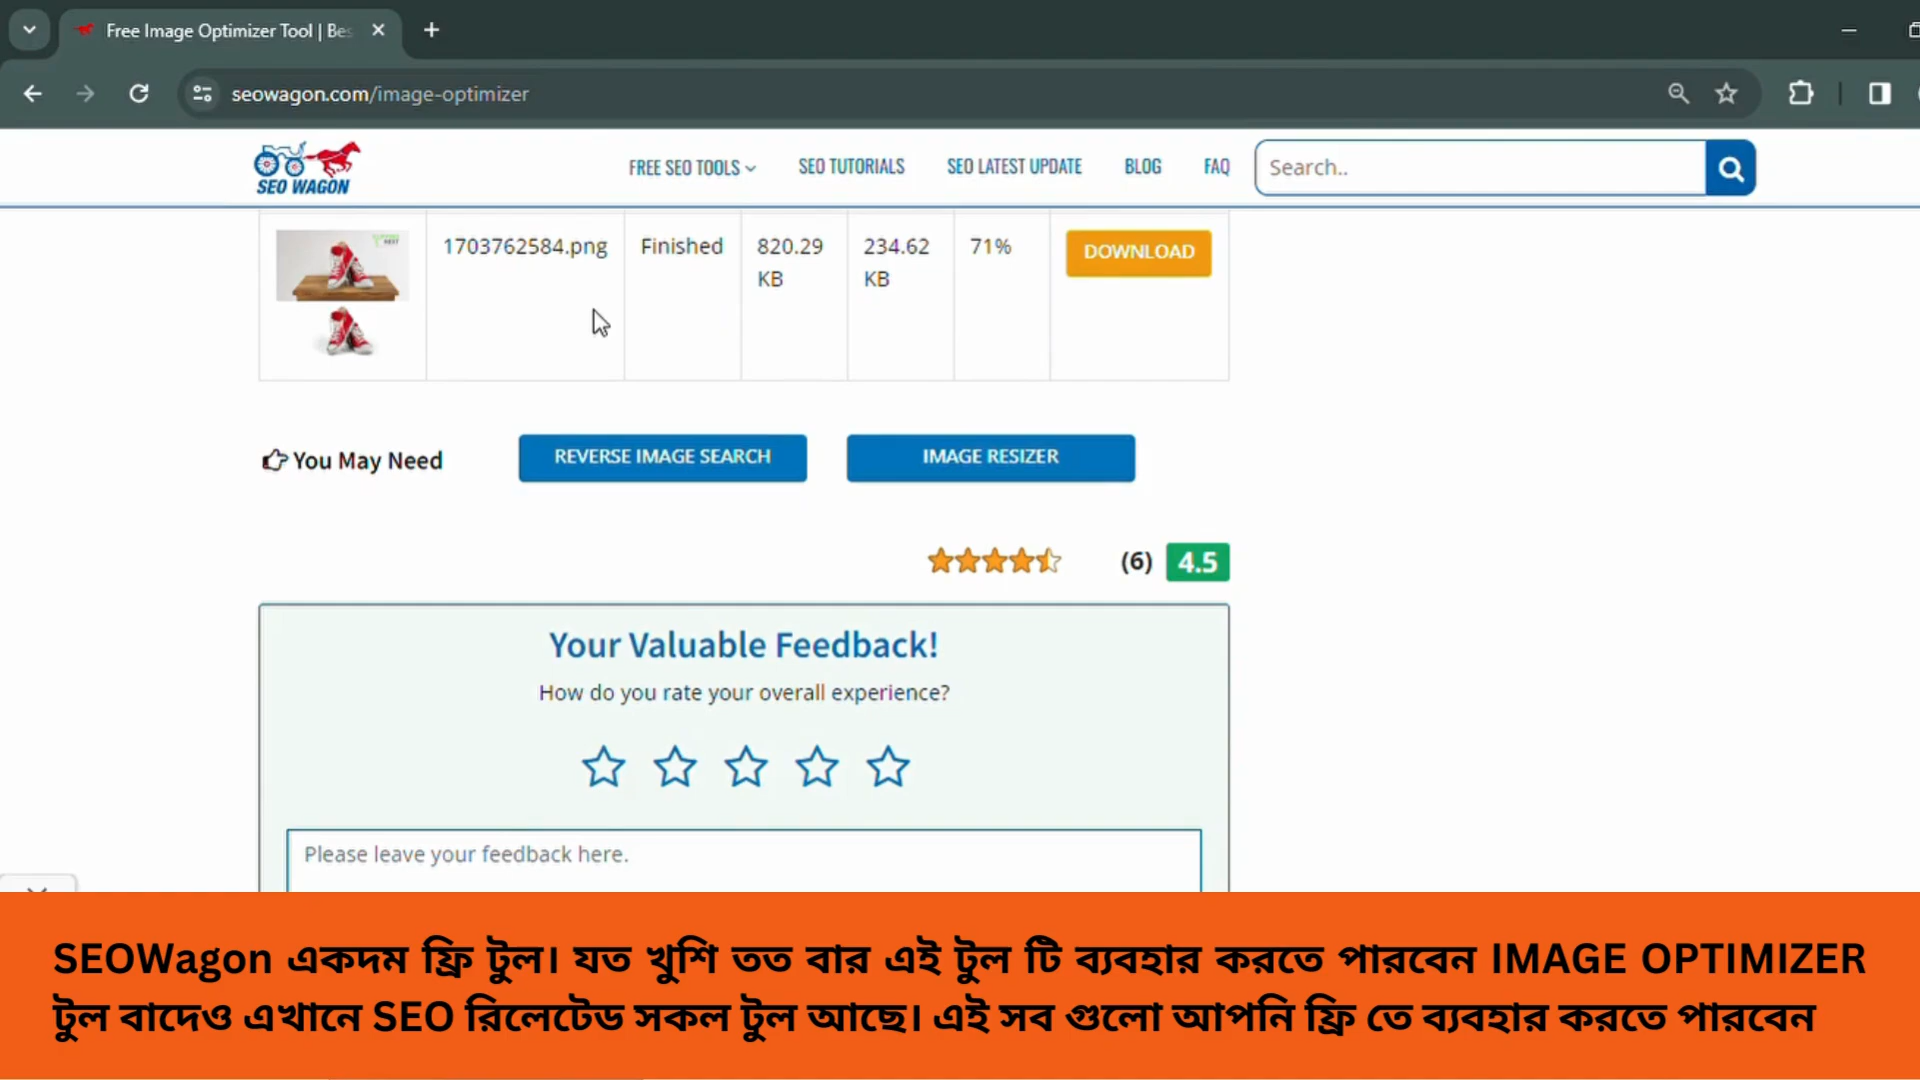 Free Image Optimizer Tool | Bes
seowagon.com/image-optimizer
SEO WAGON
FREE SEO TOOLS
SEO TUTORIALS
SEO LATEST UPDATE
BLOG
FAQ
Search..
1703762584.png
Finished
820.29
KB
234.62
KB
71%
DOWNLOAD
You May Need
REVERSE IMAGE SEARCH
IMAGE RESIZER
(6)
4.5
Your Valuable Feedback!
How do you rate your overall experience?
Please leave your feedback here.
SEOWagon একদম ফ্রি টুল। যত খুশি তত বার এই টুল টি ব্যবহার করতে পারবেন IMAGE OPTIMIZER
টুল বাদেও এখানে SEO রিলেটেড সকল টুল আছে। এই সব গুলো আপনি ফ্রি তে ব্যবহার করতে পারবেন